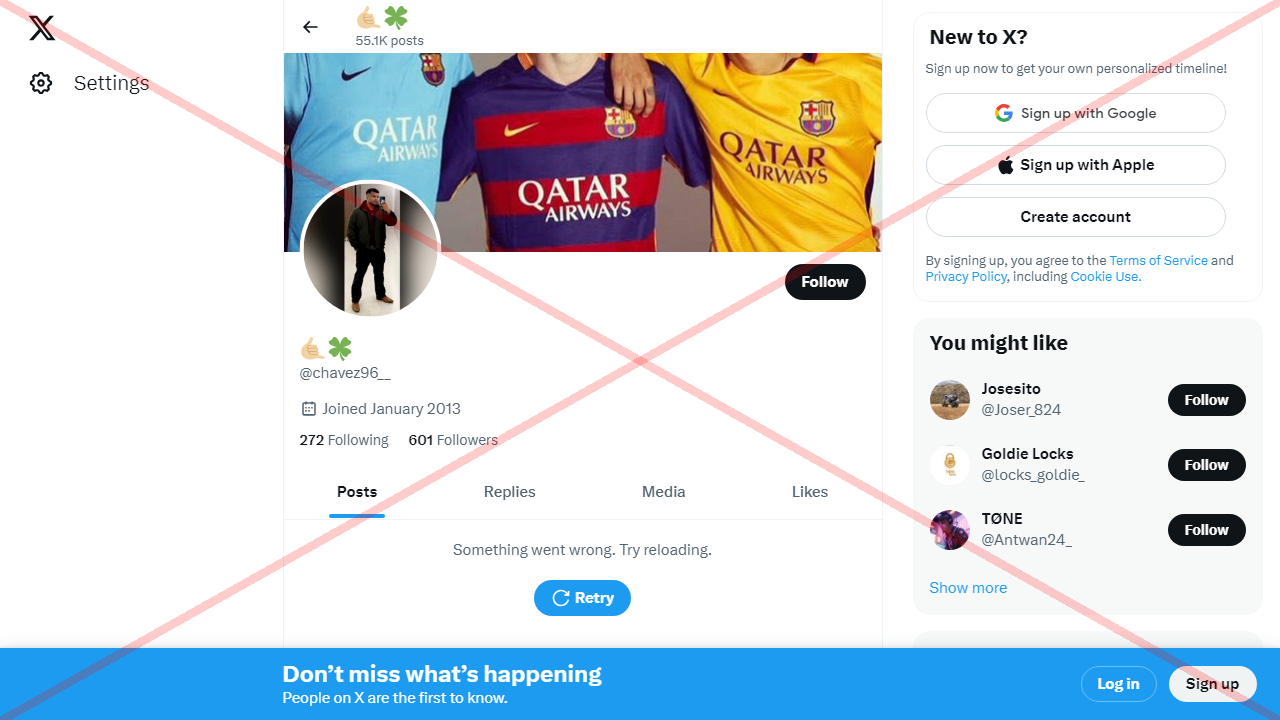 Settings
🤙🏼🍀
55.1K posts
QATAR
AIRWAYS
QATAR
AIRWAYS
QATAR
AIRWAYS
Follow
🤙🏼🍀
@chavez96__
Joined January 2013
272 Following 601 Followers
Posts Replies Media Likes
Something went wrong. Try reloading.
Retry
New to X?
Sign up now to get your own personalized timeline!
Sign up with Google
Sign up with Apple
Create account
By signing up, you agree to the Terms of Service and
Privacy Policy, including Cookie Use.
You might like
Josesito
@Joser_824
Follow
Goldie Locks
@locks_goldie_
Follow
TØNE
@Antwan24_
Follow
Show more
Don’t miss what’s happening
People on X are the first to know.
Log in
Sign up